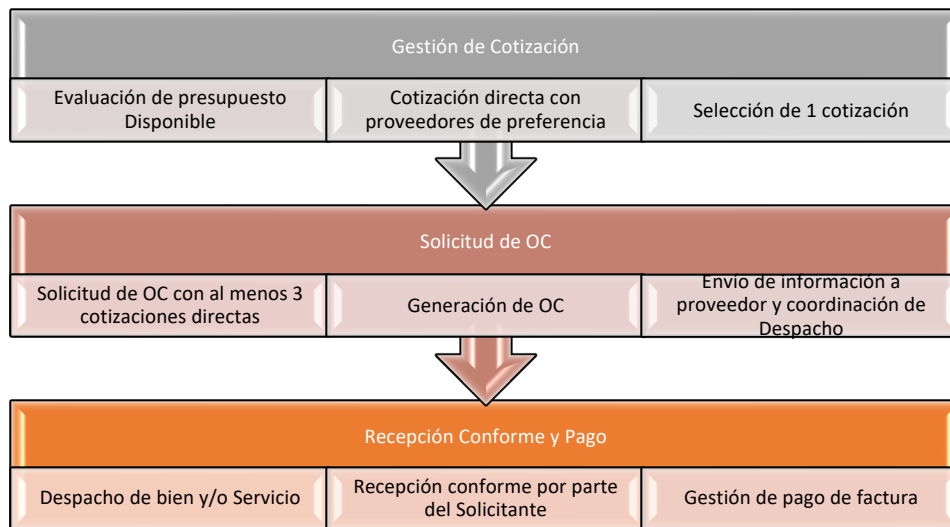 Gestión de Cotización
Evaluación de presupuesto
Disponible
Cotización directa con
proveedores de preferencia
Selección de 1 cotización
Solicitud de OC
Solicitud de OC con al menos 3
cotizaciones directas
Generación de OC
Envío de información a
proveedor y coordinación de
Despacho
Recepción Conforme y Pago
Despacho de bien y/o Servicio
Recepción conforme por parte
del Solicitante
Gestión de pago de factura